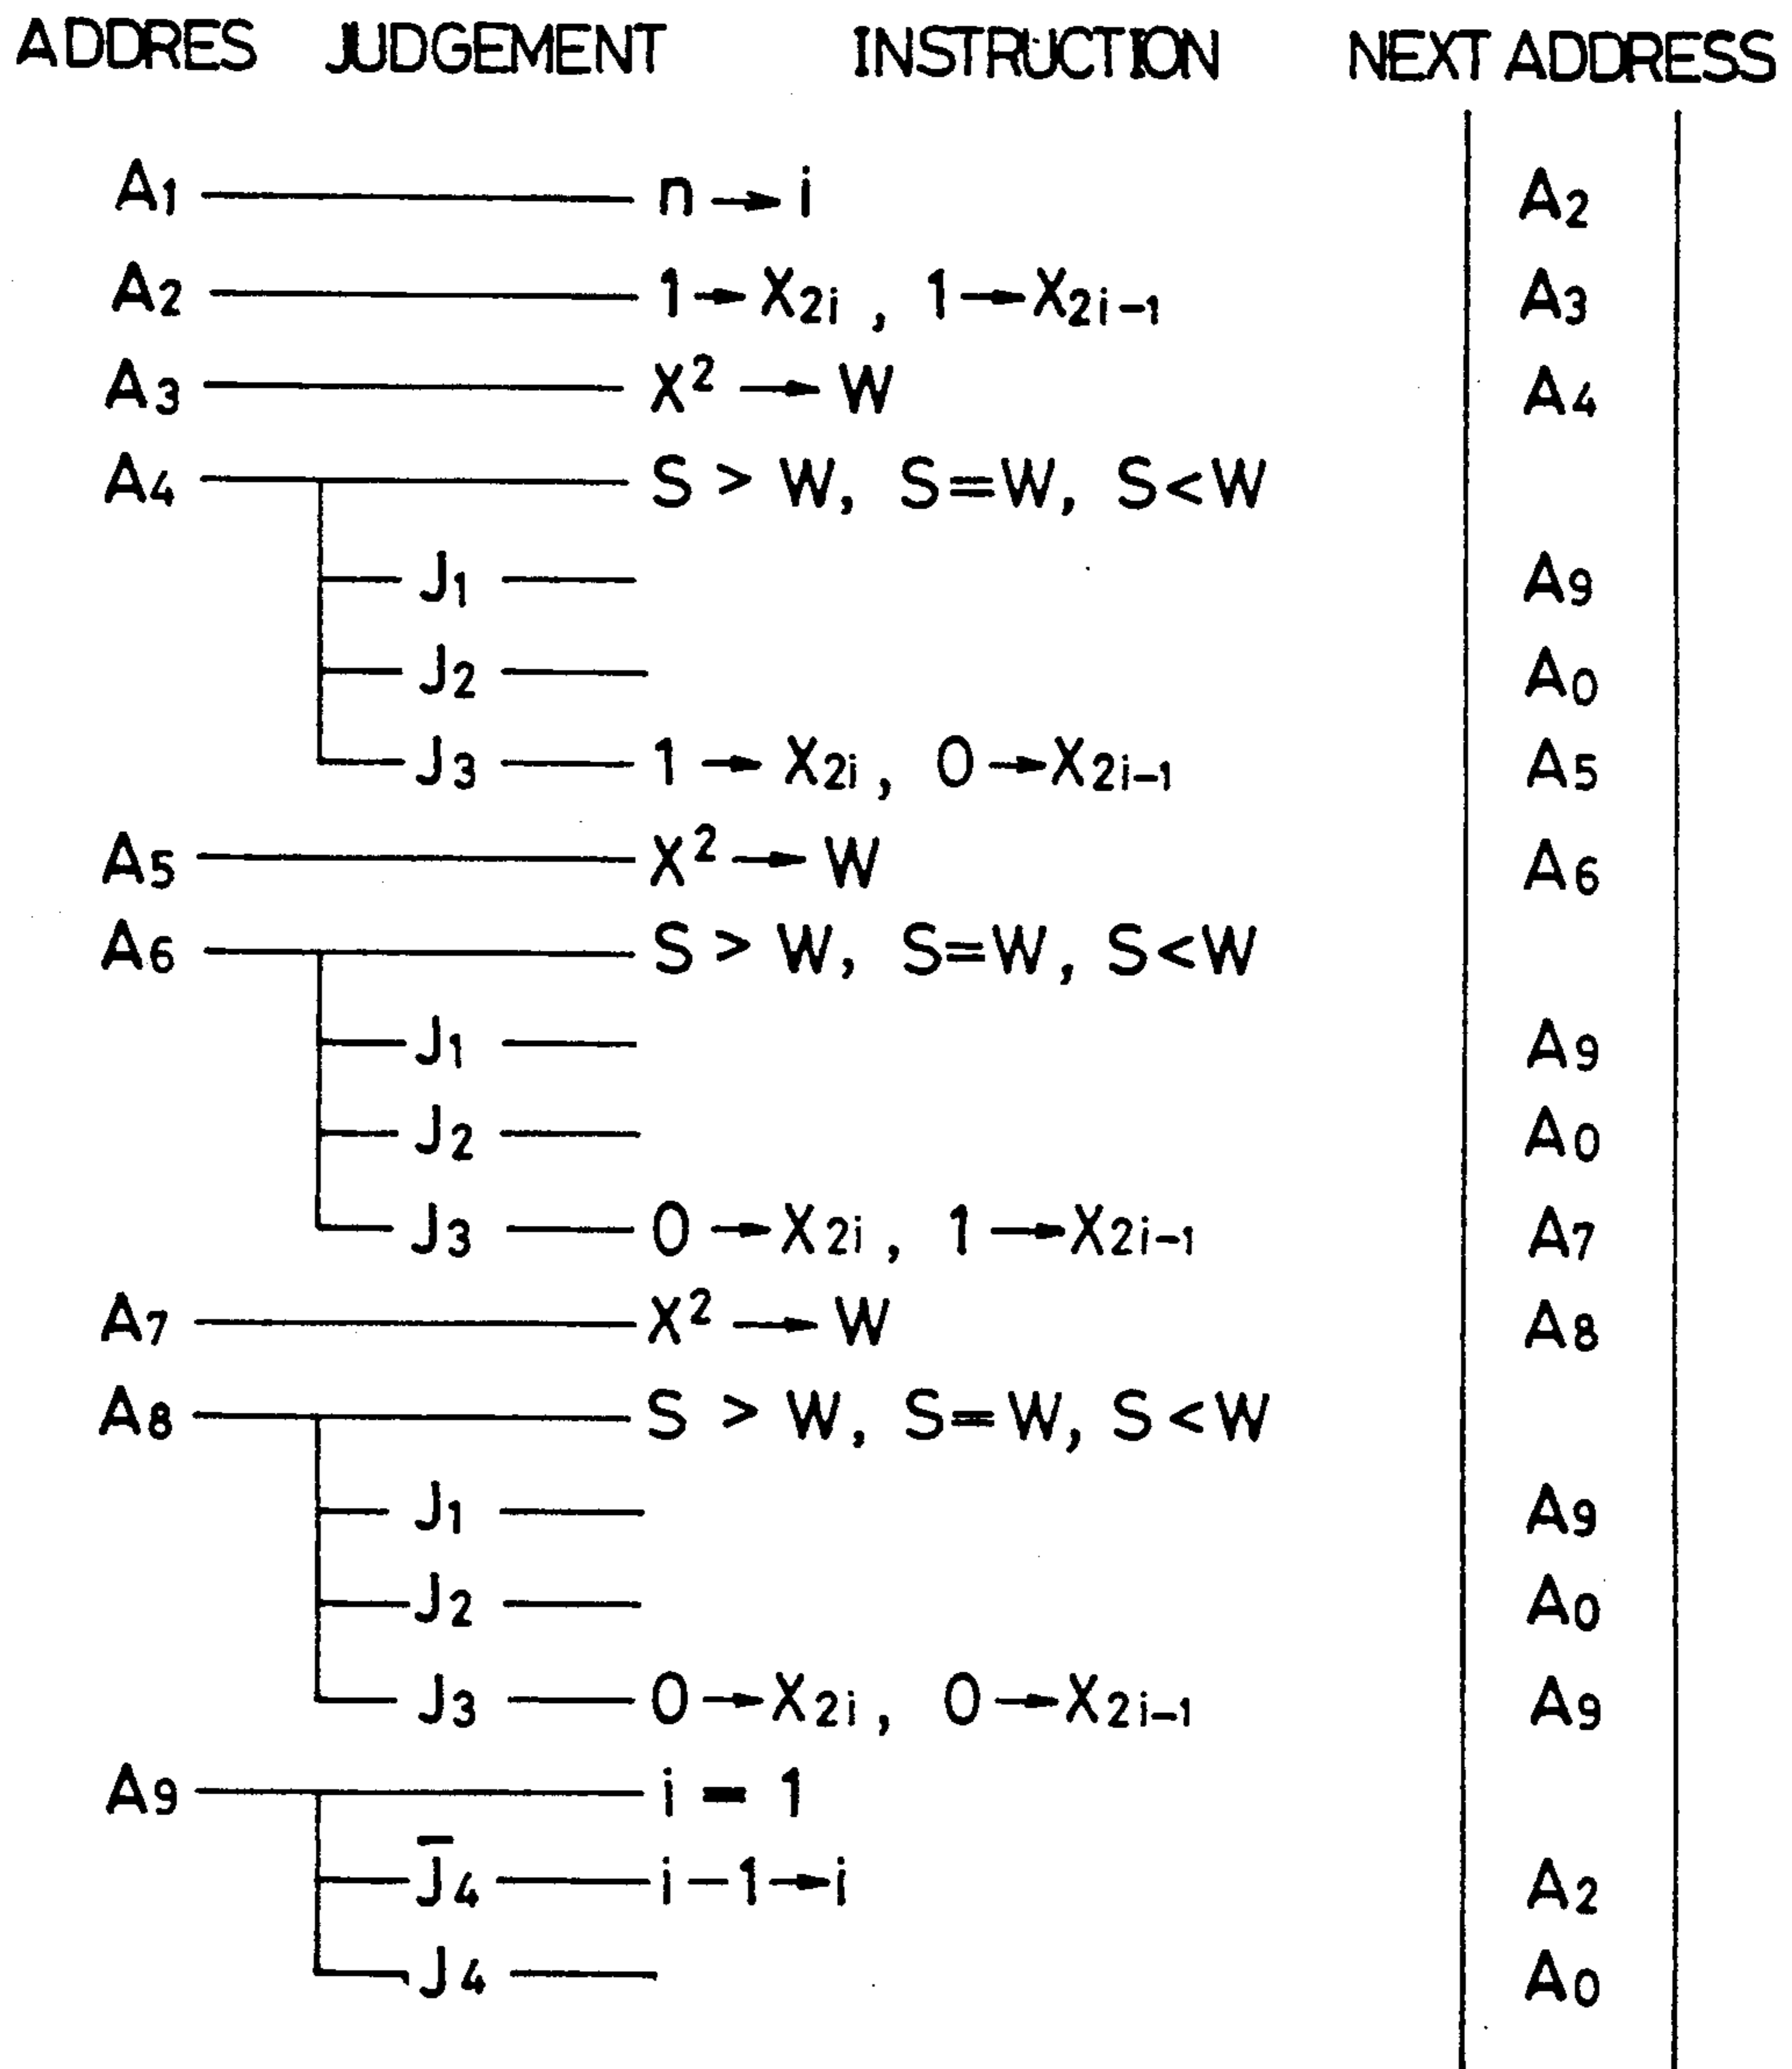 ADDRES JUDGEMENT INSTRUCTION NEXT ADDRESS
A1 n → i A2
A2 1 → X2i , 1 → X2i-1 A3
A3 X² → W A4
A4 S > W, S=W, S<W
J1 A9
J2 A0
J3 1 → X2i , 0 → X2i-1 A5
A5 X² → W A6
A6 S > W, S=W, S<W
J1 A9
J2 A0
J3 0 → X2i , 1 → X2i-1 A7
A7 X² → W A8
A8 S > W, S=W, S<W
J1 A9
J2 A0
J3 0 → X2i , 0 → X2i-1 A9
A9 i = 1
J̅4 i-1→i A2
J4 A0